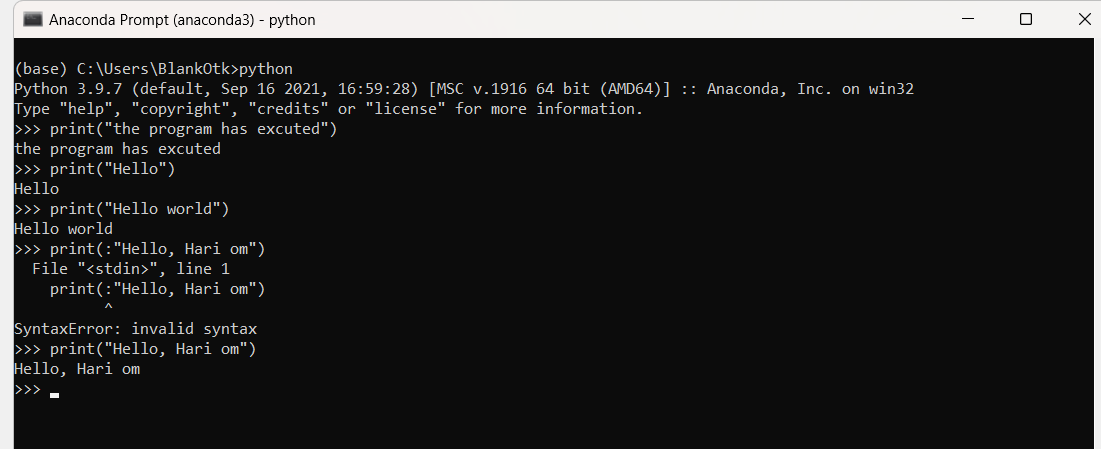 Anaconda Prompt (anaconda3) - python
(base) C:\Users\BlankOtk>python
Python 3.9.7 (default, Sep 16 2021, 16:59:28) [MSC v.1916 64 bit (AMD64)] :: Anaconda, Inc. on win32
Type "help", "copyright", "credits" or "license" for more information.
>>> print("the program has excuted")
the program has excuted
>>> print("Hello")
Hello
>>> print("Hello world")
Hello world
>>> print(:"Hello, Hari om")
  File "<stdin>", line 1
    print(:"Hello, Hari om")
          ^
SyntaxError: invalid syntax
>>> print("Hello, Hari om")
Hello, Hari om
>>>